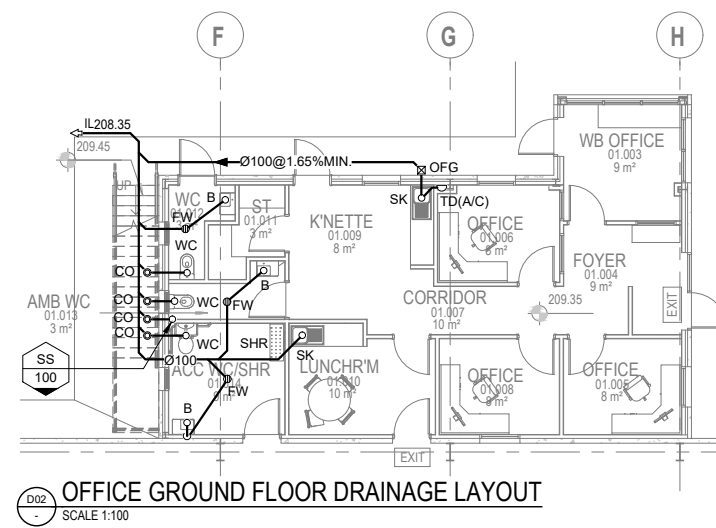 F
G
H
IL208.35
209.45
Ø100@1.65%MIN.
OFG
WB OFFICE
01.003
9 m²
UP
WC
01.012
B
FW
WC
ST
01.011
3 m²
K'NETTE
01.009
8 m²
SK
TD(A/C)
OFFICE
01.006
8 m²
FOYER
01.004
9 m²
CO
B
AMB WC
01.013
3 m²
CO
WC
FW
CORRIDOR
01.007
10 m²
209.35
EXIT
CO
CO
WC
SHR
SK
SS
100
Ø100
ACC WC/SHR
FW
LUNCHR'M
01.010
10 m²
OFFICE
01.008
8 m²
OFFICE
01.005
8 m²
B
EXIT
D02
-
OFFICE GROUND FLOOR DRAINAGE LAYOUT
SCALE 1:100